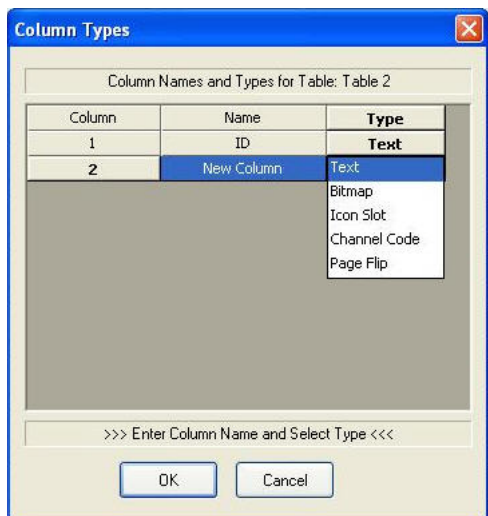 Column Types
Column Names and Types for Table: Table 2
Column Name Type
1 ID Text
2 New Column Text
Bitmap
Icon Slot
Channel Code
Page Flip
>>> Enter Column Name and Select Type <<<
OK Cancel